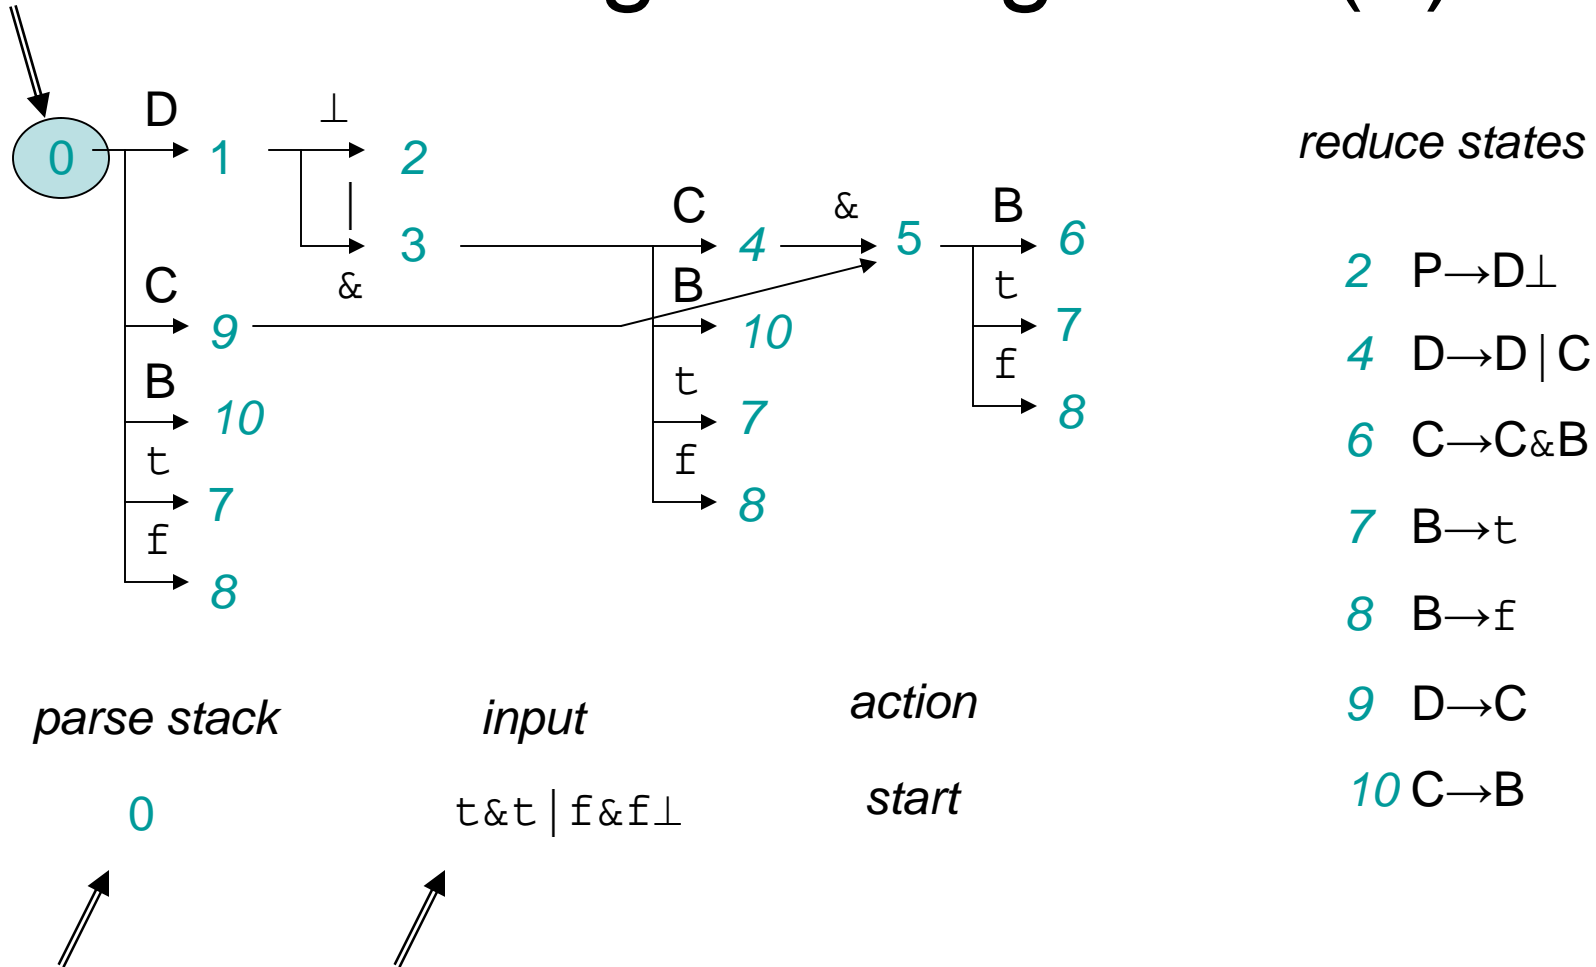 D ⊥
0 1 2
|
C & B
3 4 5 6
&
C B t
9 10 7
B t f
10 7 8
t f
7 8
f
8
reduce states
2 P→D⊥
4 D→D|C
6 C→C&B
7 B→t
8 B→f
9 D→C
10 C→B
parse stack input action
0 t&t|f&f⊥ start